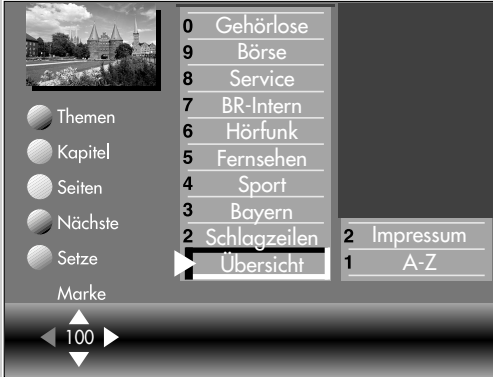 Themen
Kapitel
Seiten
Nächste
Setze
Marke
100
0 Gehörlose
9 Börse
8 Service
7 BR-Intern
6 Hörfunk
5 Fernsehen
4 Sport
3 Bayern
2 Schlagzeilen
Übersicht
2 Impressum
1 A-Z